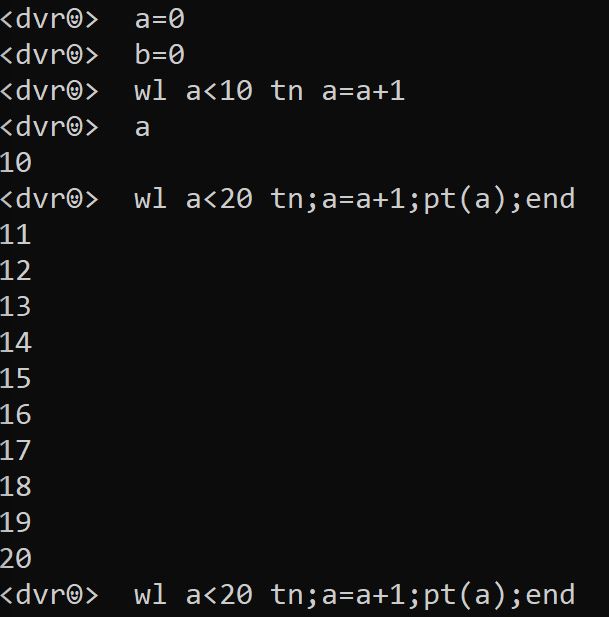 <dvr☺> a=0
<dvr☺> b=0
<dvr☺> wl a<10 tn a=a+1
<dvr☺> a
10
<dvr☺> wl a<20 tn;a=a+1;pt(a);end
11
12
13
14
15
16
17
18
19
20
<dvr☺> wl a<20 tn;a=a+1;pt(a);end